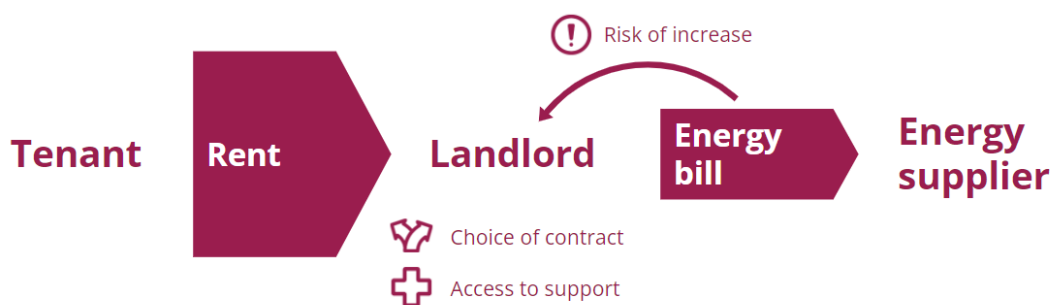 Risk of increase
Tenant
Rent
Landlord
Energy
bill
Energy
supplier
Choice of contract
Access to support